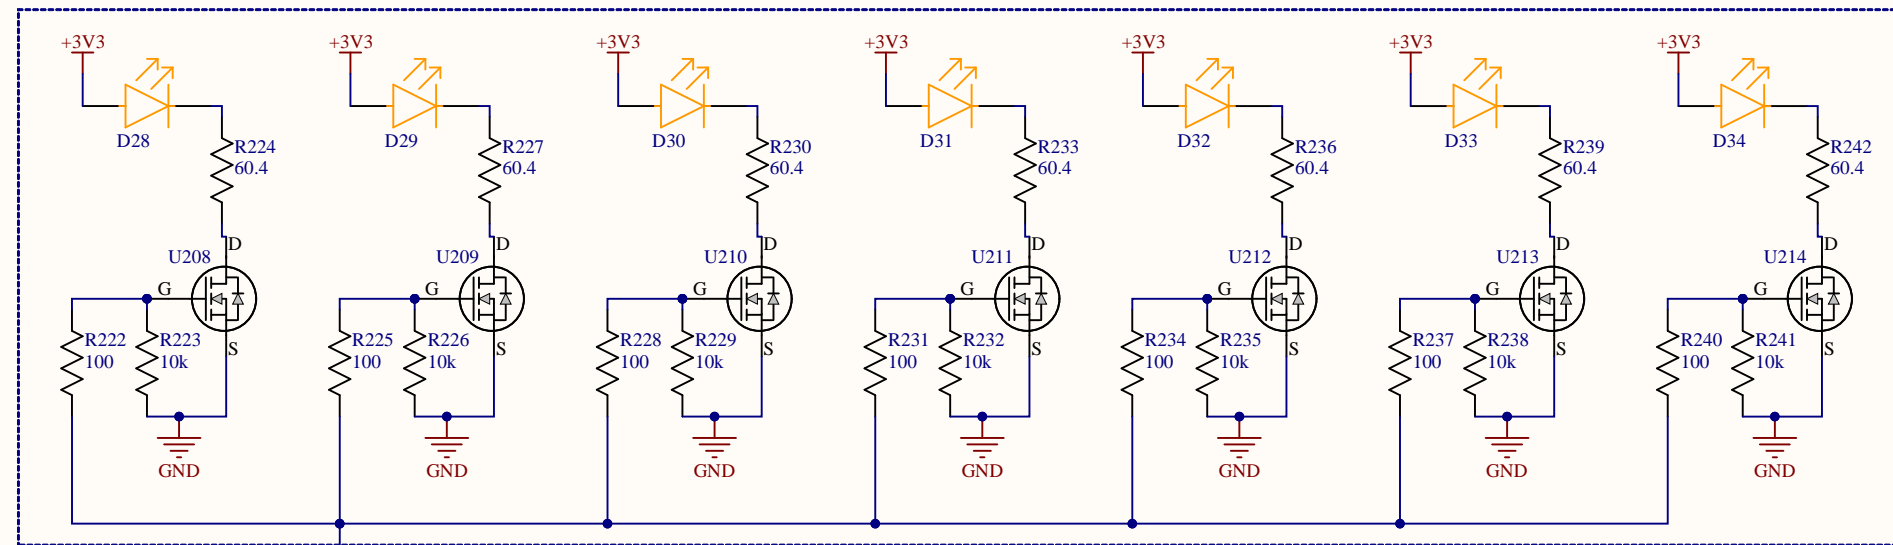 +3V3 +3V3 +3V3 +3V3 +3V3 +3V3 +3V3
D28 D29 D30 D31 D32 D33 D34
R224 R227 R230 R233 R236 R239 R242
60.4 60.4 60.4 60.4 60.4 60.4 60.4
D D D D D D D
U208 U209 U210 U211 U212 U213 U214
G G G G G G G
R222 R223 R225 R226 R228 R229 R231 R232 R234 R235 R237 R238 R240 R241
S S S S S S S
100 10k 100 10k 100 10k 100 10k 100 10k 100 10k 100 10k
GND GND GND GND GND GND GND